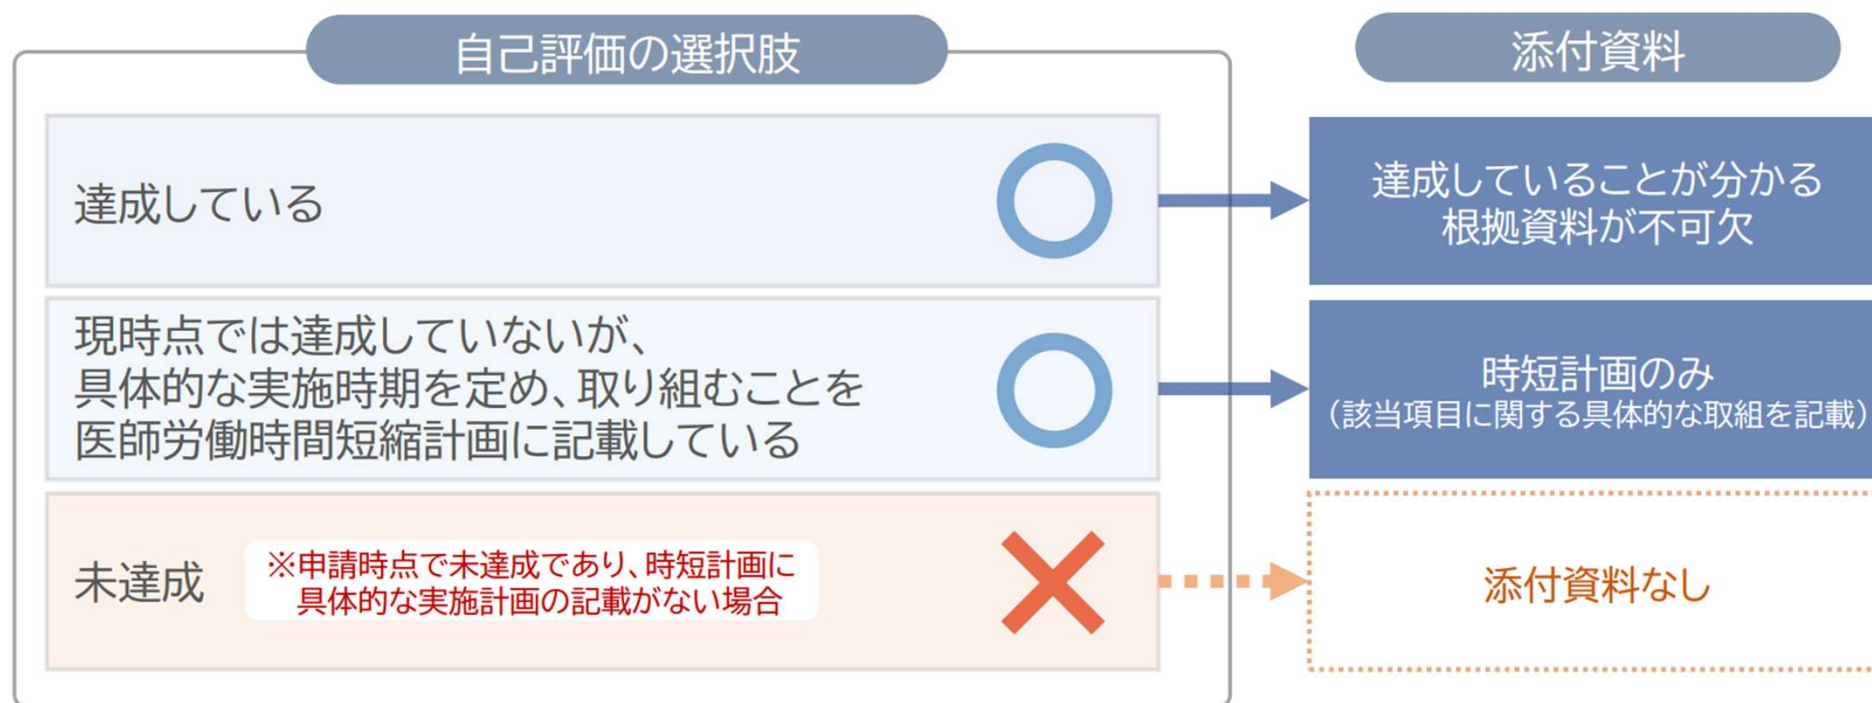 自己評価の選択肢
添付資料
達成している
達成していることが分かる
根拠資料が不可欠
現時点では達成していないが、
具体的な実施時期を定め、取り組むことを
医師労働時間短縮計画に記載している
時短計画のみ
（該当項目に関する具体的な取組を記載）
未達成
※申請時点で未達成であり、時短計画に
具体的な実施計画の記載がない場合
添付資料なし